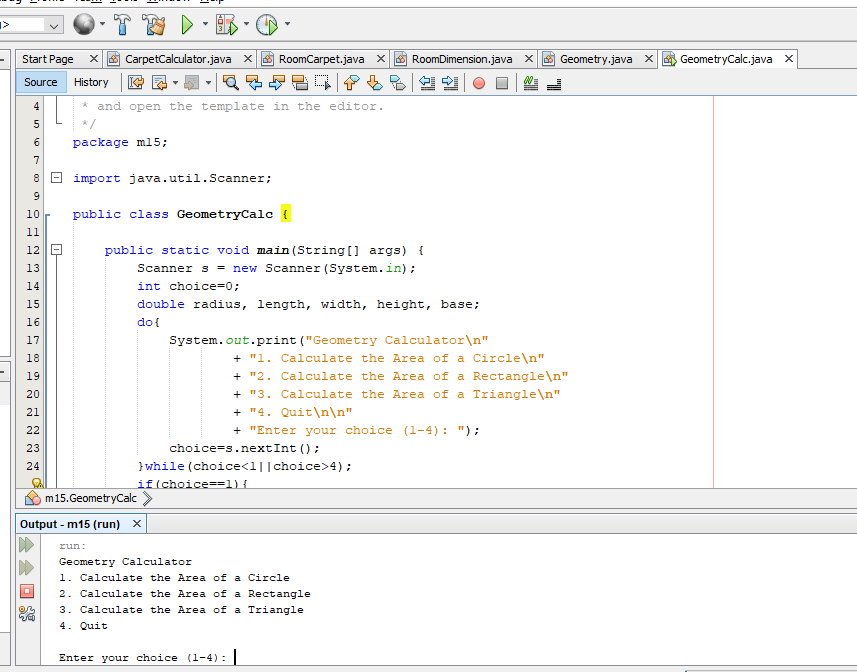 Start Page CarpetCalculator.java RoomCarpet.java RoomDimension.java Geometry.java GeometryCalc.java
Source History
4 * and open the template in the editor.
5 */
6 package m15;
7
8 import java.util.Scanner;
9
10 public class GeometryCalc {
11
12 public static void main(String[] args) {
13 Scanner s = new Scanner(System.in);
14 int choice=0;
15 double radius, length, width, height, base;
16 do{
17 System.out.print("Geometry Calculator\n"
18 + "1. Calculate the Area of a Circle\n"
19 + "2. Calculate the Area of a Rectangle\n"
20 + "3. Calculate the Area of a Triangle\n"
21 + "4. Quit\n\n"
22 + "Enter your choice (1-4): ");
23 choice=s.nextInt();
24 }while(choice<1||choice>4);
if(choice==1){
m15.GeometryCalc
Output - m15 (run)
run:
Geometry Calculator
1. Calculate the Area of a Circle
2. Calculate the Area of a Rectangle
3. Calculate the Area of a Triangle
4. Quit
Enter your choice (1-4):